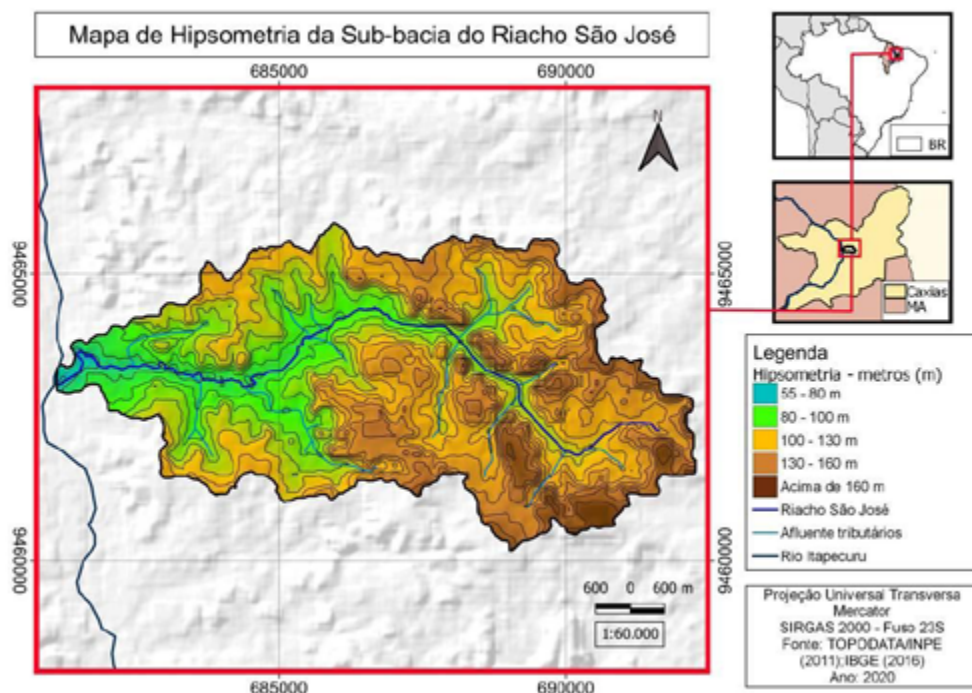 Mapa de Hipsometria da Sub-bacia do Riacho São José
685000
690000
N
9465000
9465000
9460000
9460000
600 0 600 m
1:60.000
685000
690000
BR
Caxias
MA
Legenda
Hipsometria - metros (m)
55 - 80 m
80 - 100 m
100 - 130 m
130 - 160 m
Acima de 160 m
Riacho São José
Afluente tributários
Rio Itapecuru
Projeção Universal Transversa
Mercator
SIRGAS 2000 - Fuso 23S
Fonte: TOPODATA/INPE
(2011);IBGE (2016)
Ano: 2020